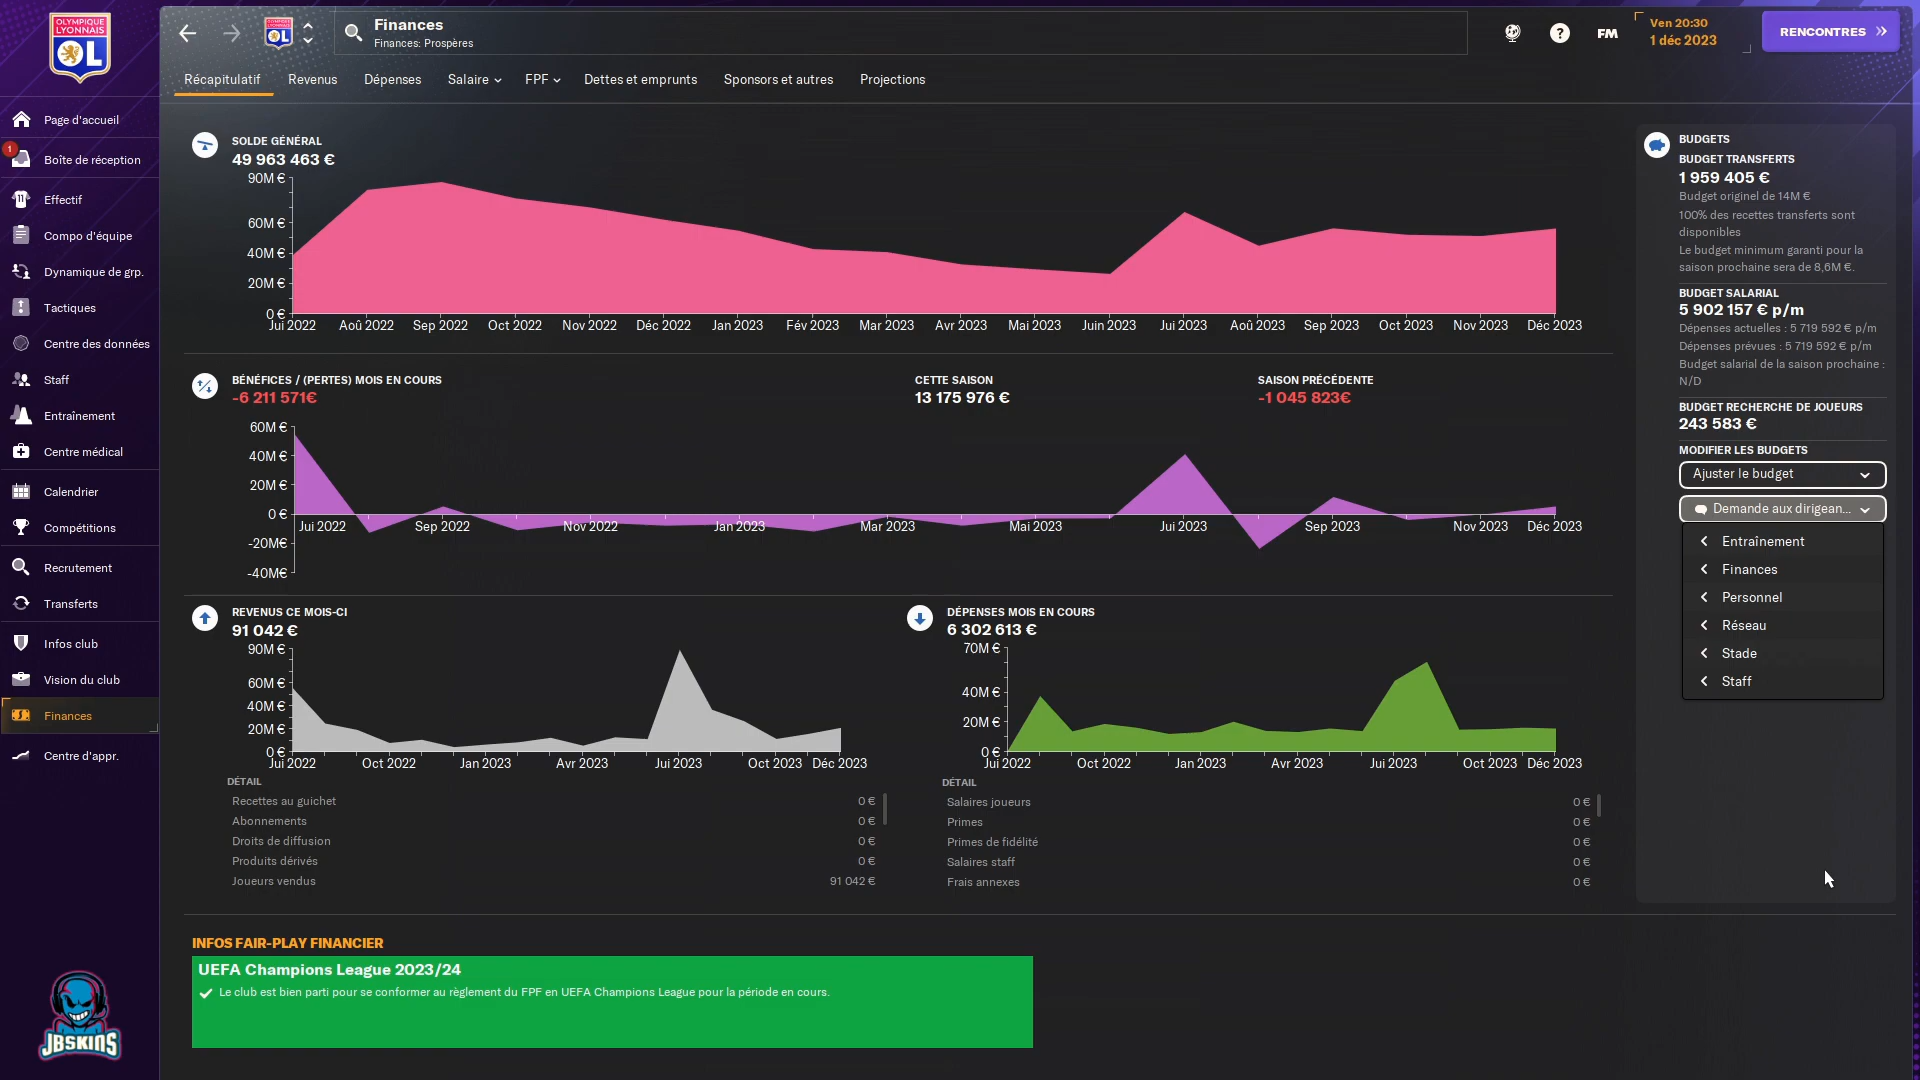 OLYMPIQUE
LYONNAIS
OL
Finances
Finances: Prospères
FM
Ven 20:30
1 déc 2023
RENCONTRES
Récapitulatif
Revenus
Dépenses
Salaire
FPF
Dettes et emprunts
Sponsors et autres
Projections
Page d'accueil
1
Boîte de réception
Effectif
Compo d'équipe
Dynamique de grp.
Tactiques
Centre des données
Staff
Entraînement
Centre médical
Calendrier
Compétitions
Recrutement
Transferts
Infos club
Vision du club
Finances
Centre d'appr.
JBSKINS
SOLDE GÉNÉRAL
49 963 463 €
90M €
60M €
40M €
20M €
0 €
Jui 2022 Aoû 2022 Sep 2022 Oct 2022 Nov 2022 Déc 2022 Jan 2023 Fév 2023 Mar 2023 Avr 2023 Mai 2023 Juin 2023 Jui 2023 Aoû 2023 Sep 2023 Oct 2023 Nov 2023 Déc 2023
BÉNÉFICES / (PERTES) MOIS EN COURS
-6 211 571€
CETTE SAISON
13 175 976 €
SAISON PRÉCÉDENTE
-1 045 823€
60M €
40M €
20M €
0 €
-20M€
-40M€
Jui 2022 Sep 2022 Nov 2022 Jan 2023 Mar 2023 Mai 2023 Jui 2023 Sep 2023 Nov 2023 Déc 2023
REVENUS CE MOIS-CI
91 042 €
90M €
60M €
40M €
20M €
0 €
Jui 2022 Oct 2022 Jan 2023 Avr 2023 Jui 2023 Oct 2023 Déc 2023
DÉTAIL
Recettes au guichet 0 €
Abonnements 0 €
Droits de diffusion 0 €
Produits dérivés 0 €
Joueurs vendus 91 042 €
DÉPENSES MOIS EN COURS
6 302 613 €
70M €
40M €
20M €
0 €
Jui 2022 Oct 2022 Jan 2023 Avr 2023 Jui 2023 Oct 2023 Déc 2023
DÉTAIL
Salaires joueurs 0 €
Primes 0 €
Primes de fidélité 0 €
Salaires staff 0 €
Frais annexes 0 €
BUDGETS
BUDGET TRANSFERTS
1 959 405 €
Budget originel de 14M €
100% des recettes transferts sont
disponibles
Le budget minimum garanti pour la
saison prochaine sera de 8,6M €.
BUDGET SALARIAL
5 902 157 € p/m
Dépenses actuelles : 5 719 592 € p/m
Dépenses prévues : 5 719 592 € p/m
Budget salarial de la saison prochaine :
N/D
BUDGET RECHERCHE DE JOUEURS
243 583 €
MODIFIER LES BUDGETS
Ajuster le budget
Demande aux dirigean...
Entraînement
Finances
Personnel
Réseau
Stade
Staff
INFOS FAIR-PLAY FINANCIER
UEFA Champions League 2023/24
Le club est bien parti pour se conformer au règlement du FPF en UEFA Champions League pour la période en cours.